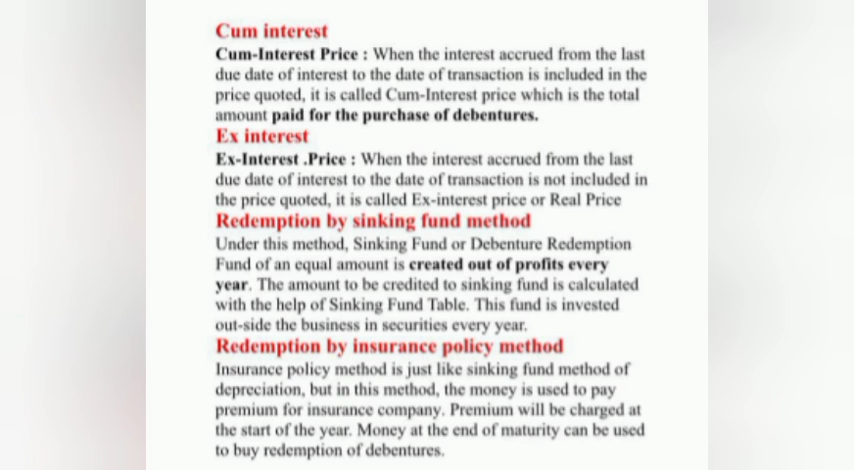 Cum interest
Cum-Interest Price : When the interest accrued from the last
due date of interest to the date of transaction is included in the
price quoted, it is called Cum-Interest price which is the total
amount paid for the purchase of debentures.
Ex interest
Ex-Interest .Price : When the interest accrued from the last
due date of interest to the date of transaction is not included in
the price quoted, it is called Ex-interest price or Real Price
Redemption by sinking fund method
Under this method, Sinking Fund or Debenture Redemption
Fund of an equal amount is created out of profits every
year. The amount to be credited to sinking fund is calculated
with the help of Sinking Fund Table. This fund is invested
out-side the business in securities every year.
Redemption by insurance policy method
Insurance policy method is just like sinking fund method of
depreciation, but in this method, the money is used to pay
premium for insurance company. Premium will be charged at
the start of the year. Money at the end of maturity can be used
to buy redemption of debentures.